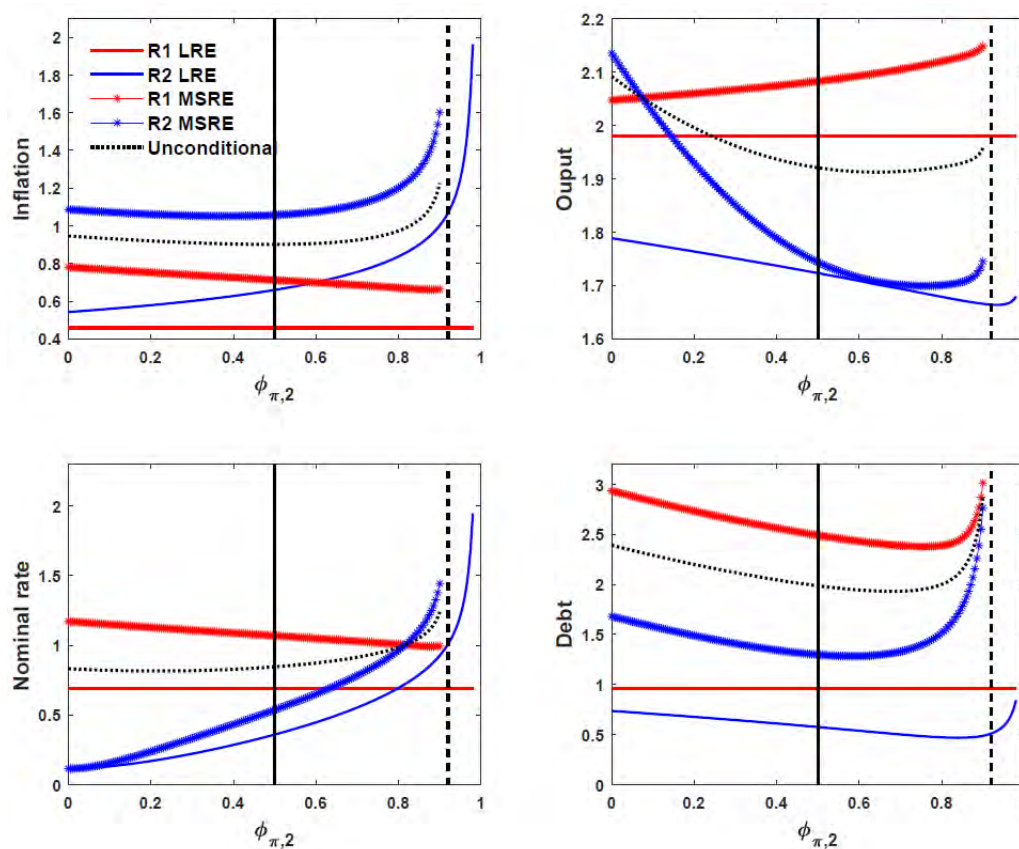 2
1.8
1.6
1.4
1.2
1
0.8
0.6
0.4
R1 LRE
R2 LRE
R1 MSRE
R2 MSRE
Unconditional
Inflation
0 0.2 0.4 0.6 0.8 1
ϕπ,2
2.2
2.1
2
1.9
1.8
1.7
1.6
Ouput
0 0.2 0.4 0.6 0.8
ϕπ,2
2
1.5
1
0.5
0
Nominal rate
0 0.2 0.4 0.6 0.8 1
ϕπ,2
3
2.5
2
1.5
1
0.5
0
Debt
0 0.2 0.4 0.6 0.8
ϕπ,2